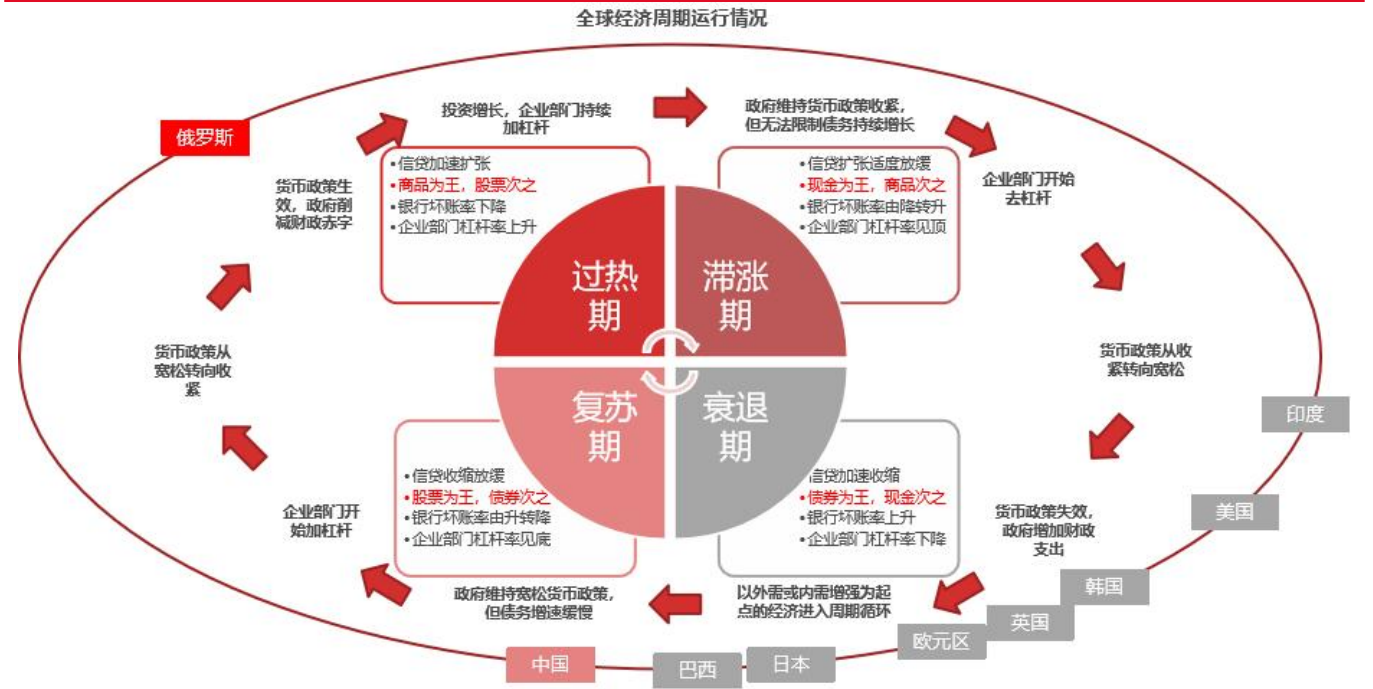 全球经济周期运行情况
俄罗斯
投资增长，企业部门持续
加杠杆
政府维持货币政策收紧，
但无法限制债务持续增长
货币政策生
效，政府削
减财政赤字
•信贷加速扩张
•商品为王，股票次之
•银行坏账率下降
•企业部门杠杆率上升
•信贷扩张适度放缓
•现金为王，商品次之
•银行坏账率由降转升
•企业部门杠杆率见顶
企业部门开始
去杠杆
过热
期
滞涨
期
货币政策从
宽松转向收
紧
货币政策从收
紧转向宽松
复苏
期
衰退
期
印度
•信贷收缩放缓
•股票为王，债券次之
•银行坏账率由升转降
•企业部门杠杆率见底
信贷加速收缩
•债券为王，现金次之
•银行坏账率上升
•企业部门杠杆率下降
企业部门开
始加杠杆
货币政策失效，
政府增加财政
支出
美国
政府维持宽松货币政策，
但债务增速缓慢
以外需或内需增强为起
点的经济进入周期循环
韩国
英国
欧元区
中国
巴西
日本